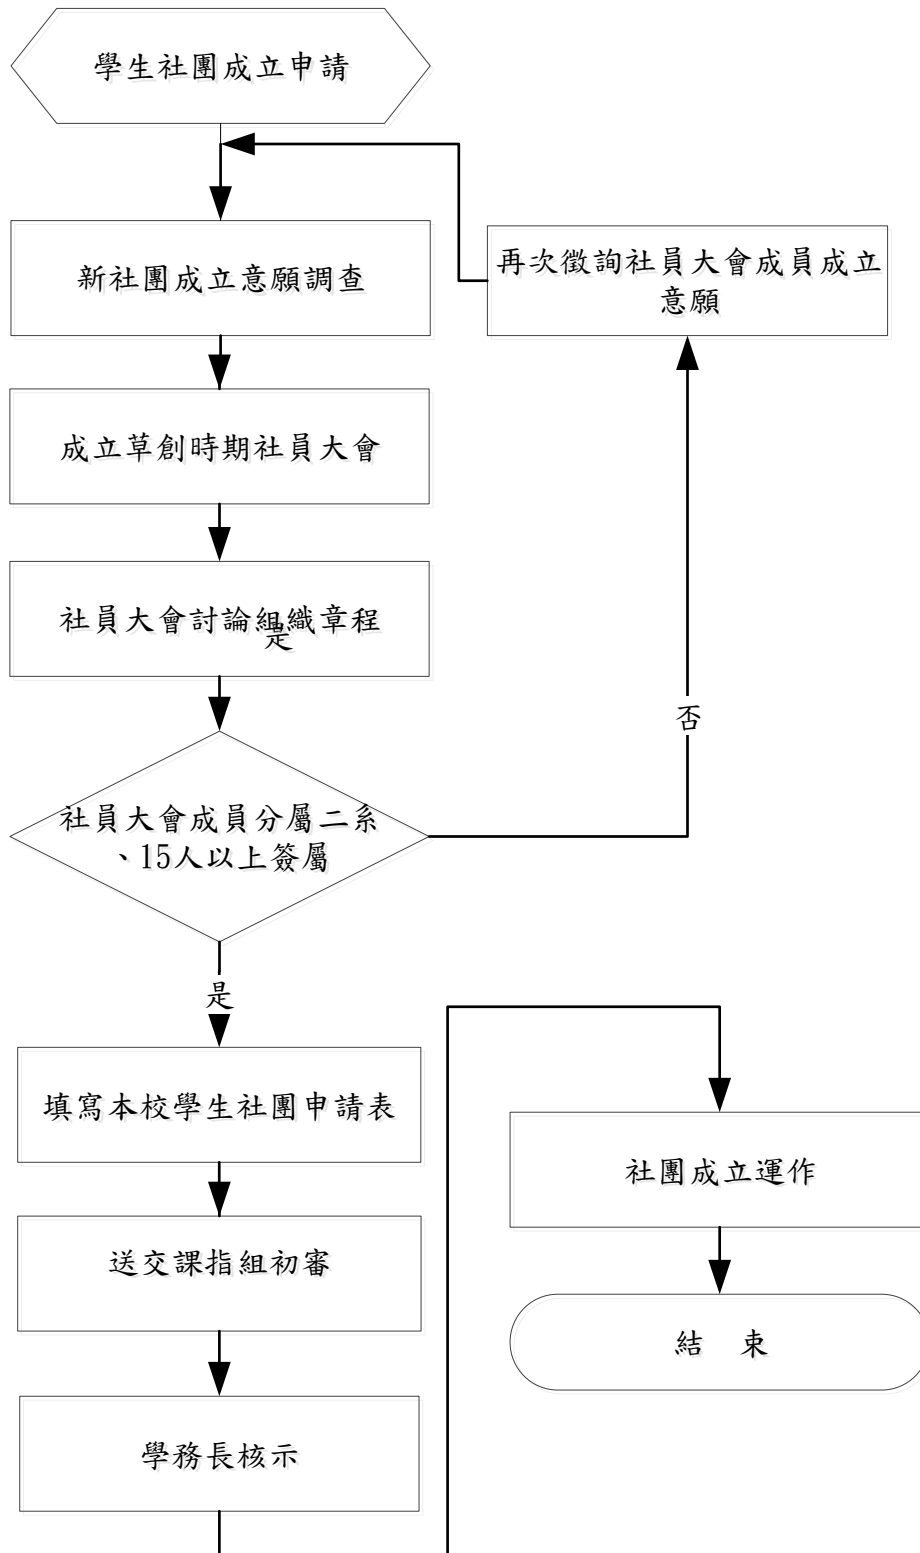 學生社團成立申請
新社團成立意願調查
再次徵詢社員大會成員成立
意願
成立草創時期社員大會
社員大會討論組織章程
是
否
社員大會成員分屬二系
、15人以上簽屬
是
填寫本校學生社團申請表
社團成立運作
送交課指組初審
結 束
學務長核示